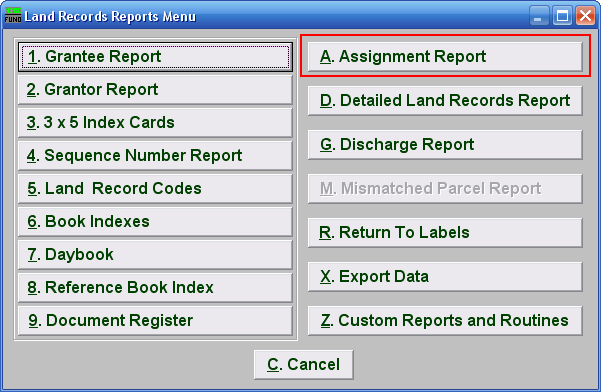 Land Records Reports Menu
1. Grantee Report
2. Grantor Report
3. 3 x 5 Index Cards
4. Sequence Number Report
5. Land Record Codes
6. Book Indexes
7. Daybook
8. Reference Book Index
9. Document Register
A. Assignment Report
D. Detailed Land Records Report
G. Discharge Report
M. Mismatched Parcel Report
R. Return To Labels
X. Export Data
Z. Custom Reports and Routines
C. Cancel